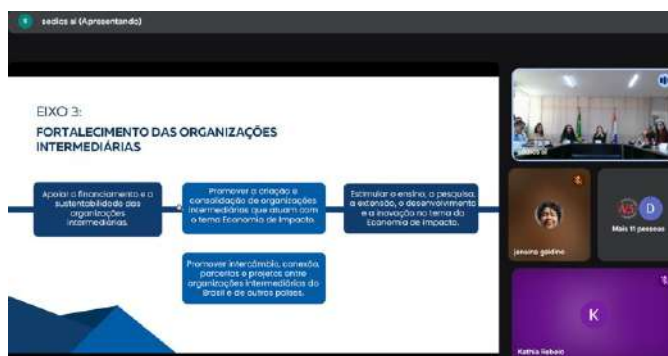 sedics al (Apresentando)
EIXO 3:
FORTALECIMENTO DAS ORGANIZAÇÕES
INTERMEDIÁRIAS
Apoiar o financiamento e a
sustentabilidade das
organizações
intermediárias.
Promover a criação e
consolidação de organizações
intermediárias que atuam com
o tema Economia de Impacto.
Estimular o ensino, a pesquisa,
a extensão, o desenvolvimento
e a inovação no tema da
Economia de Impacto.
Promover intercâmbio, conexão,
parcerias e projetos entre
organizações intermediárias do
Brasil e de outros países.
janaina galdino
D
Mais 11 pessoas
K
Kathia Rebelo